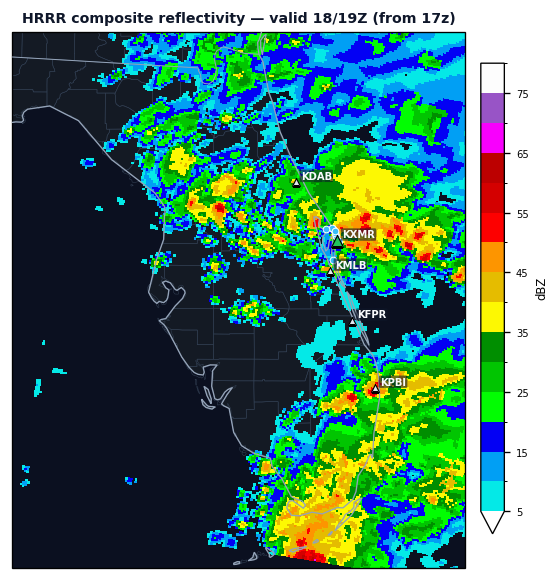 HRRR composite reflectivity — valid 18/19Z (from 17z)
KDAB
KXMR
KMLB
KFPR
KPBI
75
65
55
45
35
25
15
5
dBZ